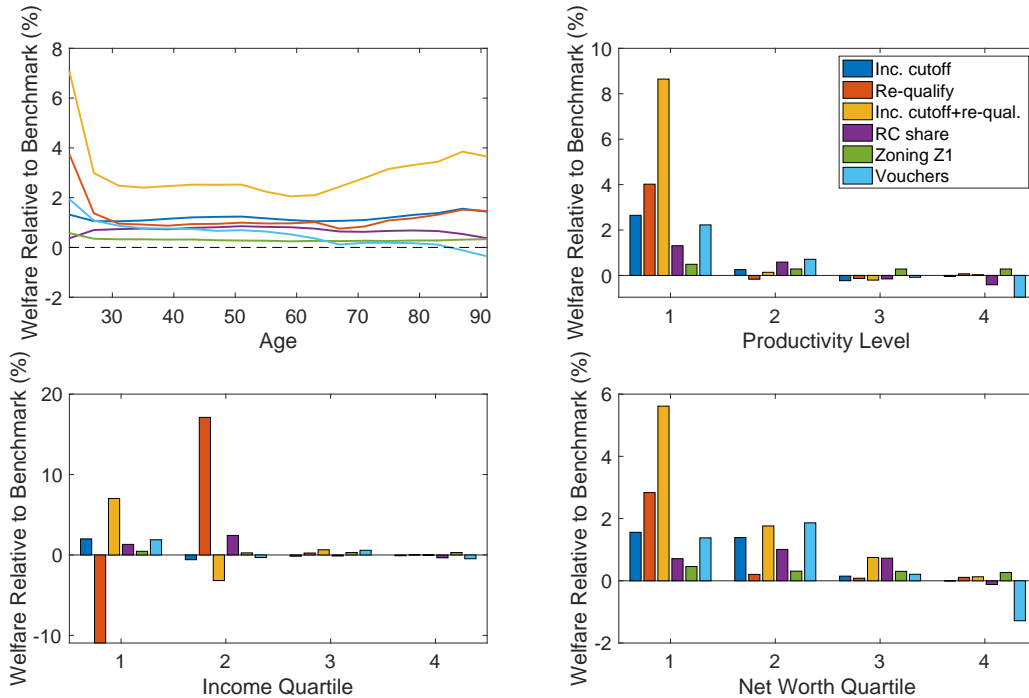 Welfare Relative to Benchmark (%)
8
6
4
2
0
-2
30 40 50 60 70 80 90
Age
Welfare Relative to Benchmark (%)
10
8
6
4
2
0
1 2 3 4
Productivity Level
Inc. cutoff
Re-qualify
Inc. cutoff+re-qual.
RC share
Zoning Z1
Vouchers
Welfare Relative to Benchmark (%)
20
10
0
-10
1 2 3 4
Income Quartile
Welfare Relative to Benchmark (%)
6
4
2
0
-2
1 2 3 4
Net Worth Quartile